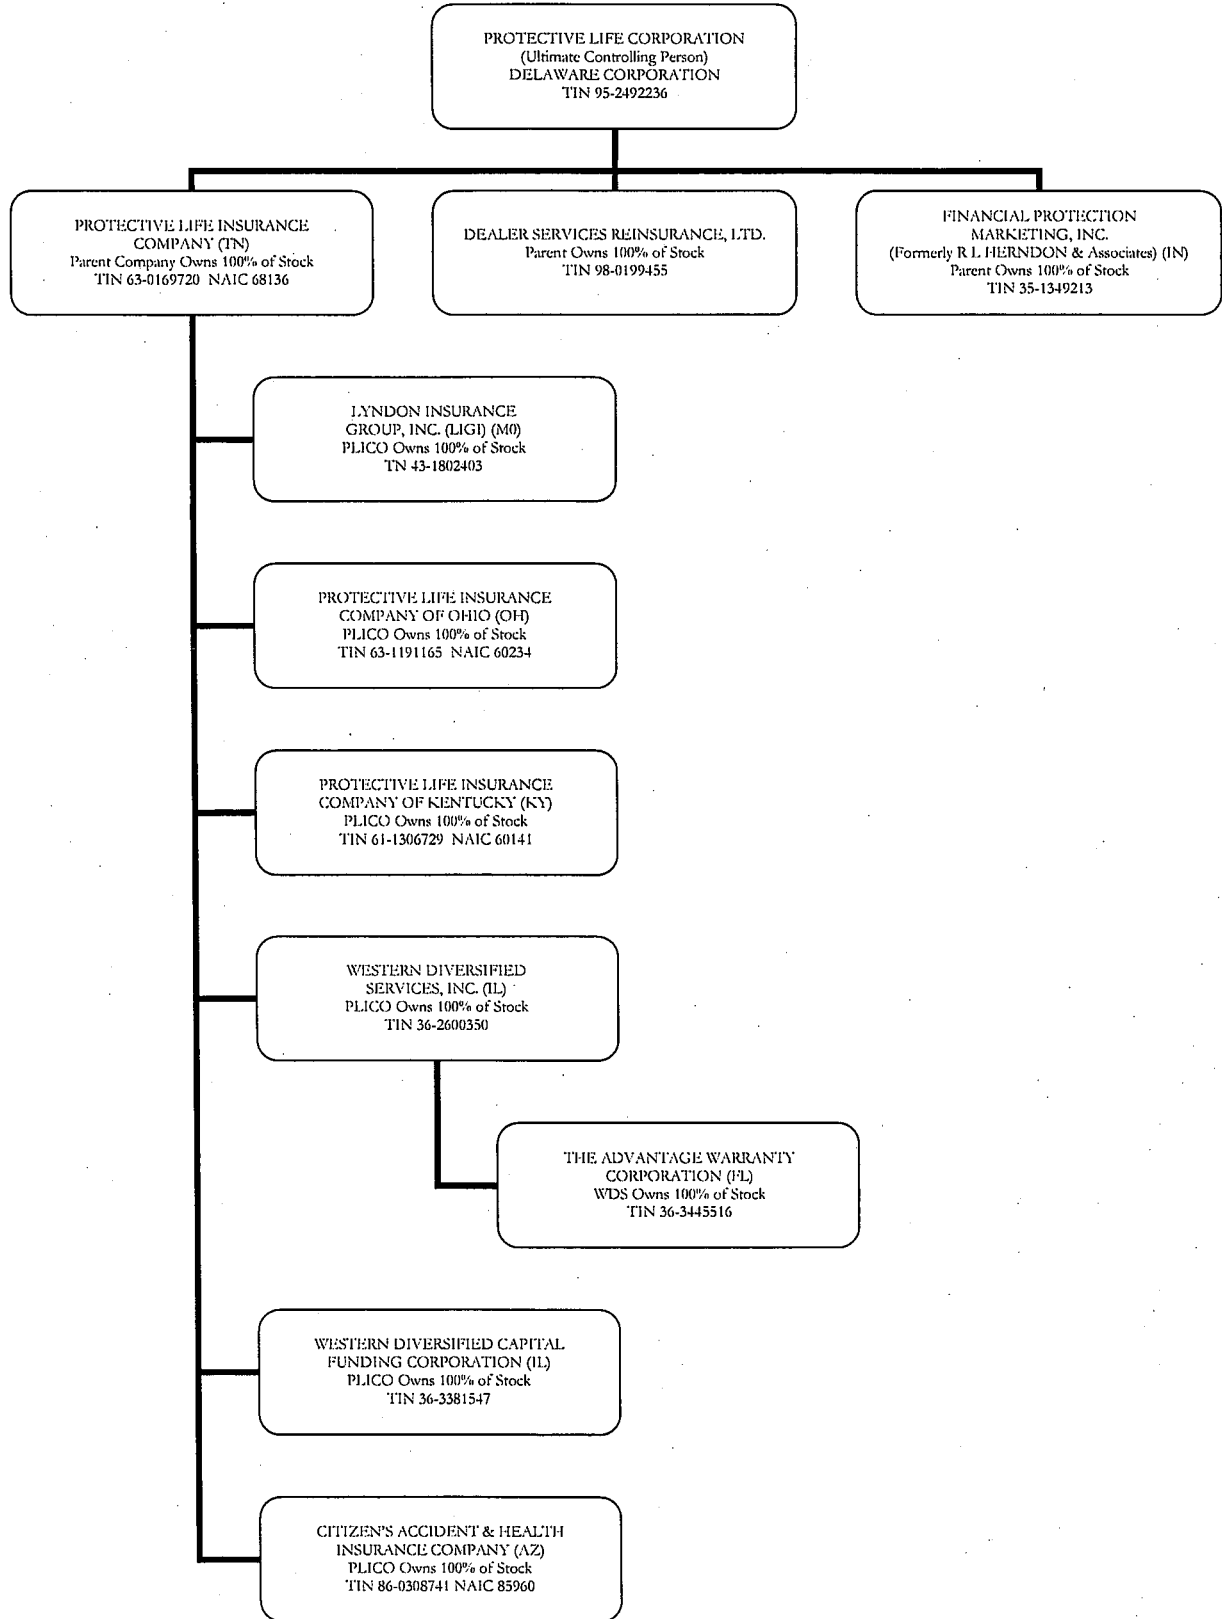 PROTECTIVE LIFE CORPORATION
(Ultimate Controlling Person)
DELAWARE CORPORATION
TIN 95-2492236
PROTECTIVE LIFE INSURANCE
COMPANY (TN)
Parent Company Owns 100% of Stock
TIN 63-0169720 NAIC 68136
DEALER SERVICES REINSURANCE, LTD.
Parent Owns 100% of Stock
TIN 98-0199455
FINANCIAL PROTECTION
MARKETING, INC.
(Formerly R L HERNDON & Associates) (IN)
Parent Owns 100% of Stock
TIN 35-1349213
LYNDON INSURANCE
GROUP, INC. (LIGI) (M0)
PLICO Owns 100% of Stock
TN 43-1802403
PROTECTIVE LIFE INSURANCE
COMPANY OF OHIO (OH)
PLICO Owns 100% of Stock
TIN 63-1191165 NAIC 60234
PROTECTIVE LIFE INSURANCE
COMPANY OF KENTUCKY (KY)
PLICO Owns 100% of Stock
TIN 61-1306729 NAIC 60141
WESTERN DIVERSIFIED
SERVICES, INC. (IL)
PLICO Owns 100% of Stock
TIN 36-2600350
THE ADVANTAGE WARRANTY
CORPORATION (FL)
WDS Owns 100% of Stock
TIN 36-3445516
WESTERN DIVERSIFIED CAPITAL
FUNDING CORPORATION (IL)
PLICO Owns 100% of Stock
TIN 36-3381547
CITIZEN'S ACCIDENT & HEALTH
INSURANCE COMPANY (AZ)
PLICO Owns 100% of Stock
TIN 86-0308741 NAIC 85960